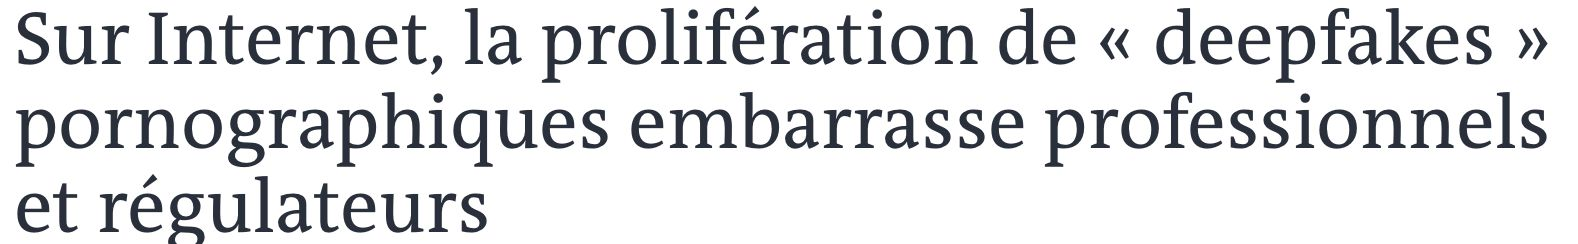 Sur Internet, la prolifération de « deepfakes »
pornographiques embarrasse professionnels
et régulateurs